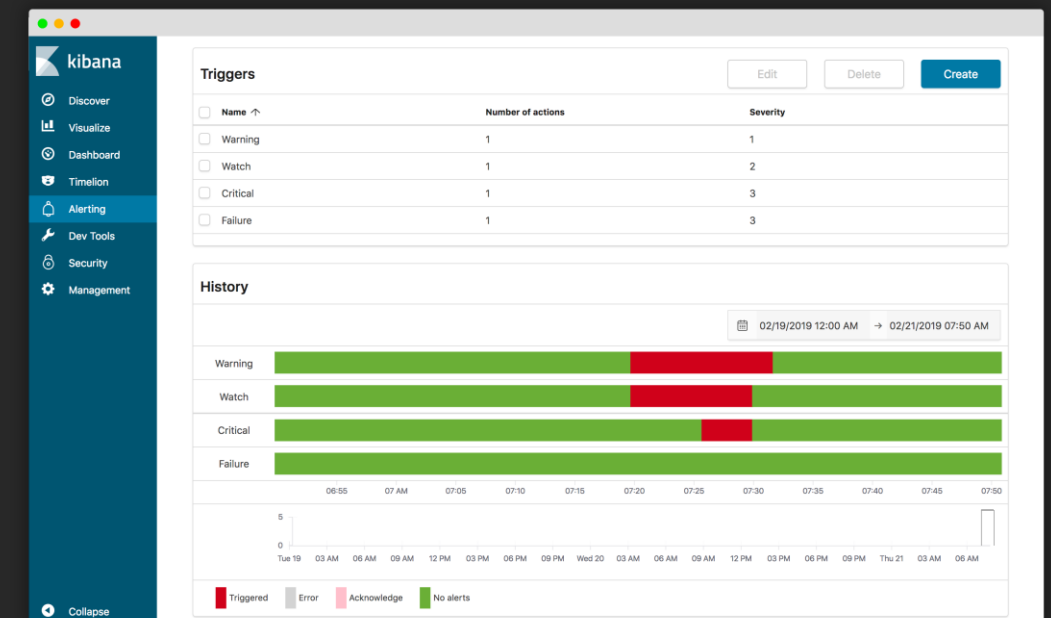 kibana
Discover
Visualize
Dashboard
Timelion
Alerting
Dev Tools
Security
Management
Collapse
Triggers
Edit Delete Create
Name ↑ Number of actions Severity
Warning 1 1
Watch 1 2
Critical 1 3
Failure 1 3
History
02/19/2019 12:00 AM → 02/21/2019 07:50 AM
Warning
Watch
Critical
Failure
06:55 07 AM 07:05 07:10 07:15 07:20 07:25 07:30 07:35 07:40 07:45 07:50
5
0
Tue 19 03 AM 06 AM 09 AM 12 PM 03 PM 06 PM 09 PM Wed 20 03 AM 06 AM 09 AM 12 PM 03 PM 06 PM 09 PM Thu 21 03 AM 06 AM
Triggered Error Acknowledge No alerts